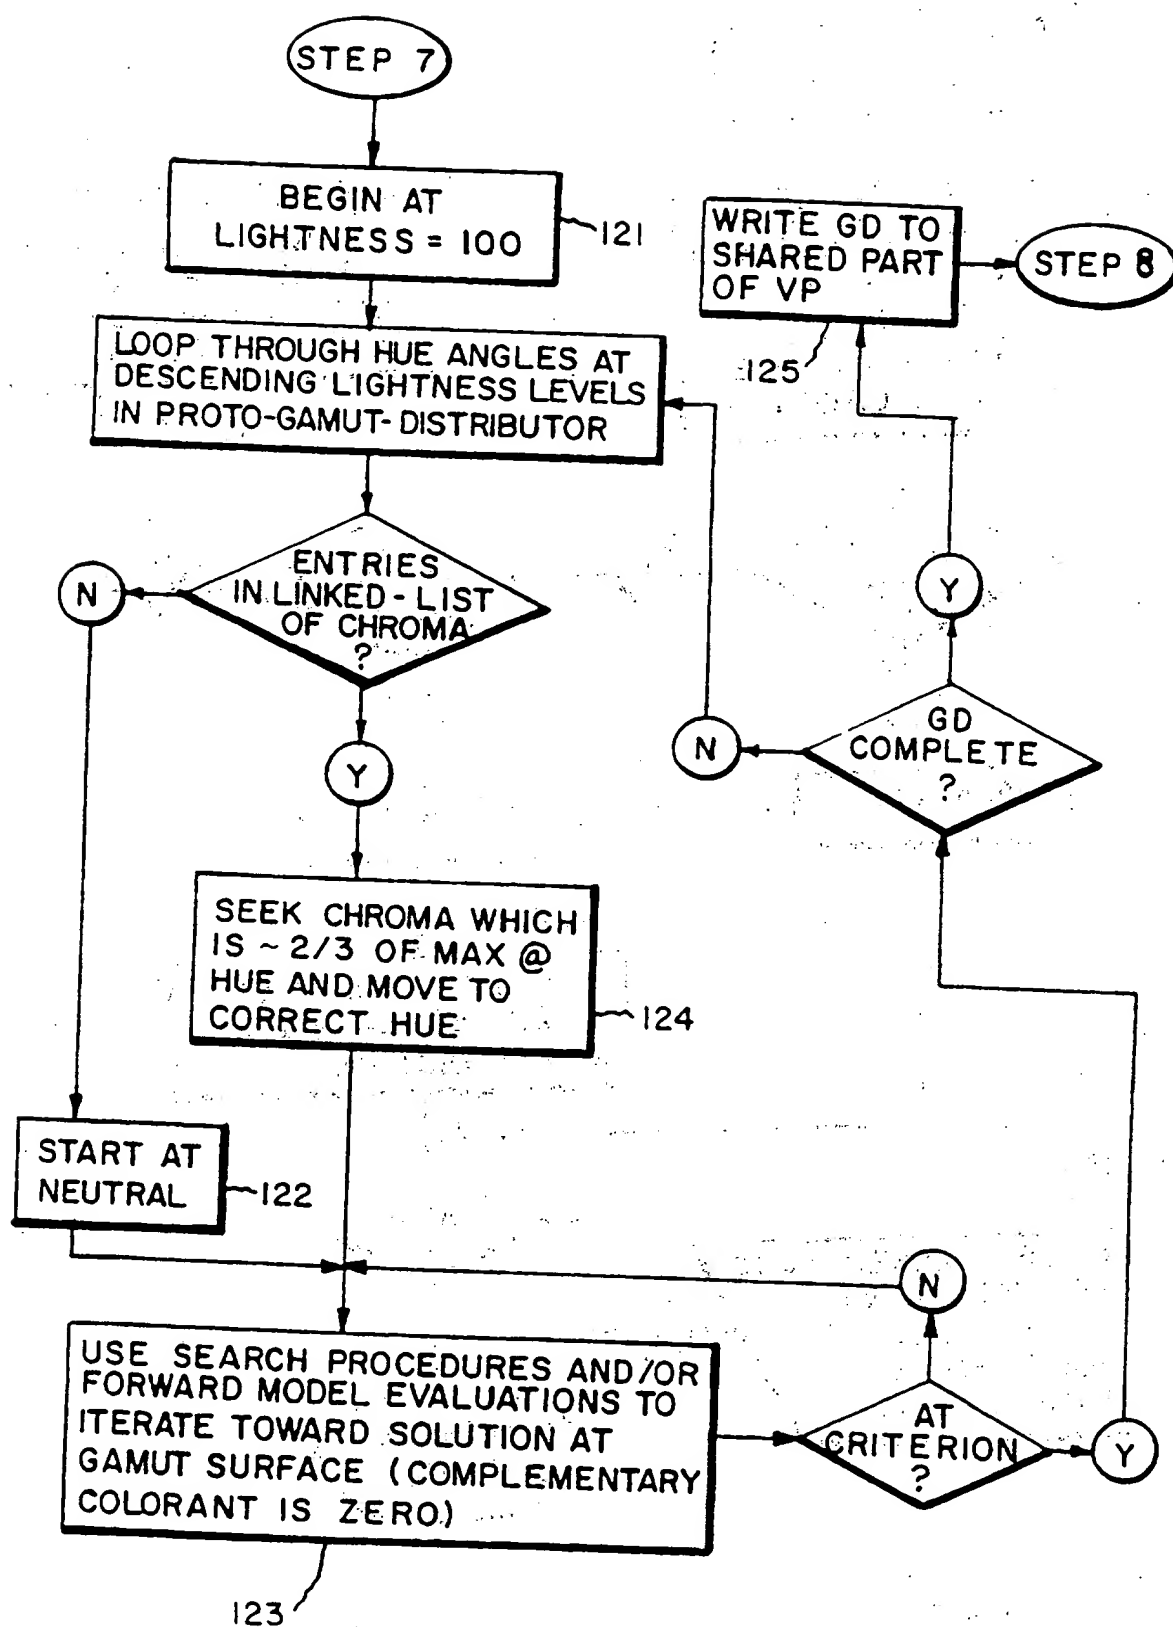 STEP 7
BEGIN AT
LIGHTNESS = 100
121
LOOP THROUGH HUE ANGLES AT
DESCENDING LIGHTNESS LEVELS
IN PROTO-GAMUT-DISTRIBUTOR
ENTRIES
IN LINKED-LIST
OF CHROMA
?
N
Y
SEEK CHROMA WHICH
IS ~ 2/3 OF MAX @
HUE AND MOVE TO
CORRECT HUE
124
START AT
NEUTRAL
122
USE SEARCH PROCEDURES AND/OR
FORWARD MODEL EVALUATIONS TO
ITERATE TOWARD SOLUTION AT
GAMUT SURFACE (COMPLEMENTARY
COLORANT IS ZERO.)
123
AT
CRITERION
?
N
Y
GD
COMPLETE
?
N
Y
WRITE GD TO
SHARED PART
OF VP
125
STEP 8